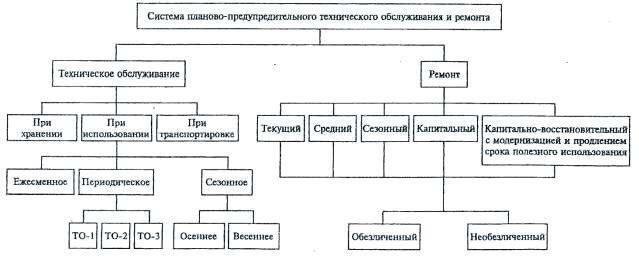 Система планово-предупредительного технического обслуживания и ремонта
Техническое обслуживание
Ремонт
При
хранении
При
использовании
При
транспортировке
Текущий
Средний
Сезонный
Капитальный
Капитально-восстановительный
с модернизацией и продлением
срока полезного использования
Ежесменное
Периодическое
Сезонное
ТО-1
ТО-2
ТО-3
Осеннее
Весеннее
Обезличенный
Необезличенный